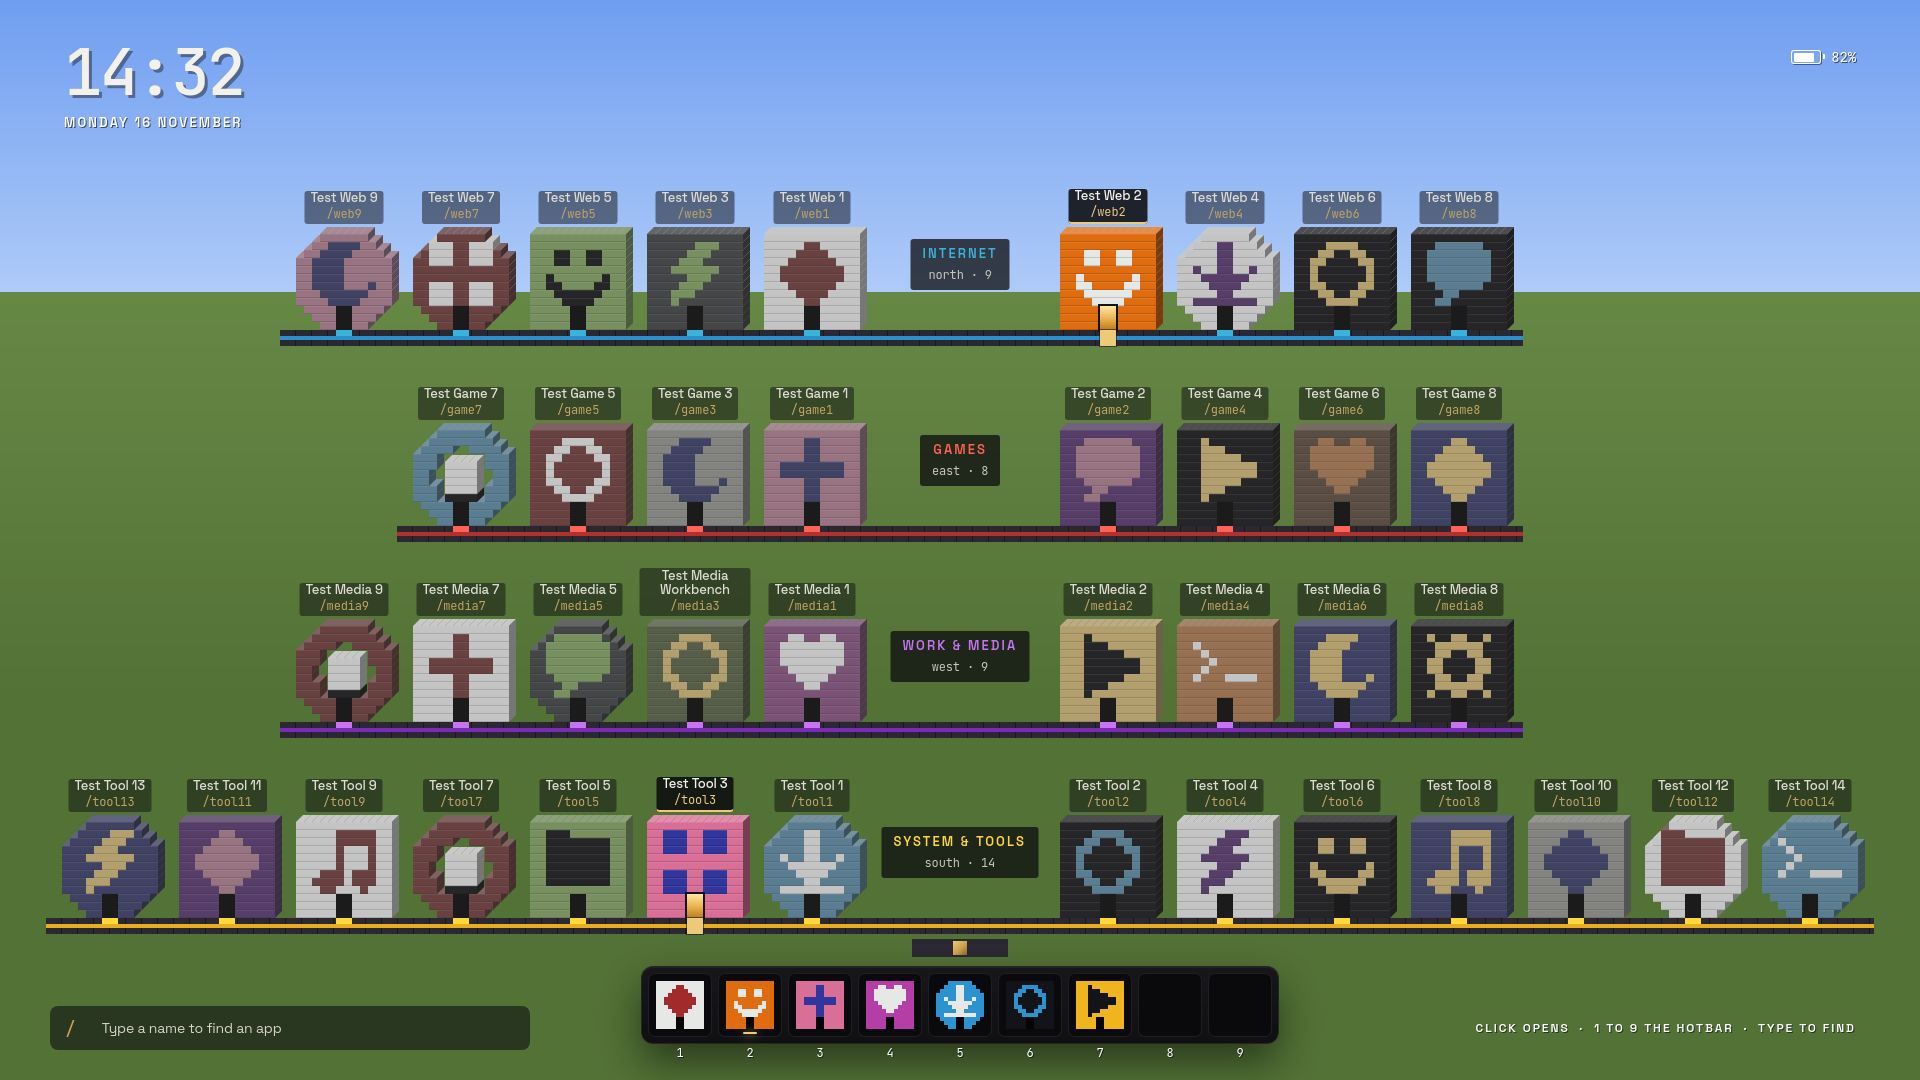 14:32
MONDAY 16 NOVEMBER
82%
Test Web 9
/web9
Test Web 7
/web7
Test Web 5
/web5
Test Web 3
/web3
Test Web 1
/web1
INTERNET
north · 9
Test Web 2
/web2
Test Web 4
/web4
Test Web 6
/web6
Test Web 8
/web8
Test Game 7
/game7
Test Game 5
/game5
Test Game 3
/game3
Test Game 1
/game1
GAMES
east · 8
Test Game 2
/game2
Test Game 4
/game4
Test Game 6
/game6
Test Game 8
/game8
Test Media 9
/media9
Test Media 7
/media7
Test Media 5
/media5
Test Media
Workbench
/media3
Test Media 1
/media1
WORK & MEDIA
west · 9
Test Media 2
/media2
Test Media 4
/media4
Test Media 6
/media6
Test Media 8
/media8
Test Tool 13
/tool13
Test Tool 11
/tool11
Test Tool 9
/tool9
Test Tool 7
/tool7
Test Tool 5
/tool5
Test Tool 3
/tool3
Test Tool 1
/tool1
SYSTEM & TOOLS
south · 14
Test Tool 2
/tool2
Test Tool 4
/tool4
Test Tool 6
/tool6
Test Tool 8
/tool8
Test Tool 10
/tool10
Test Tool 12
/tool12
Test Tool 14
/tool14
/ Type a name to find an app
1 2 3 4 5 6 7 8 9
CLICK OPENS · 1 TO 9 THE HOTBAR · TYPE TO FIND